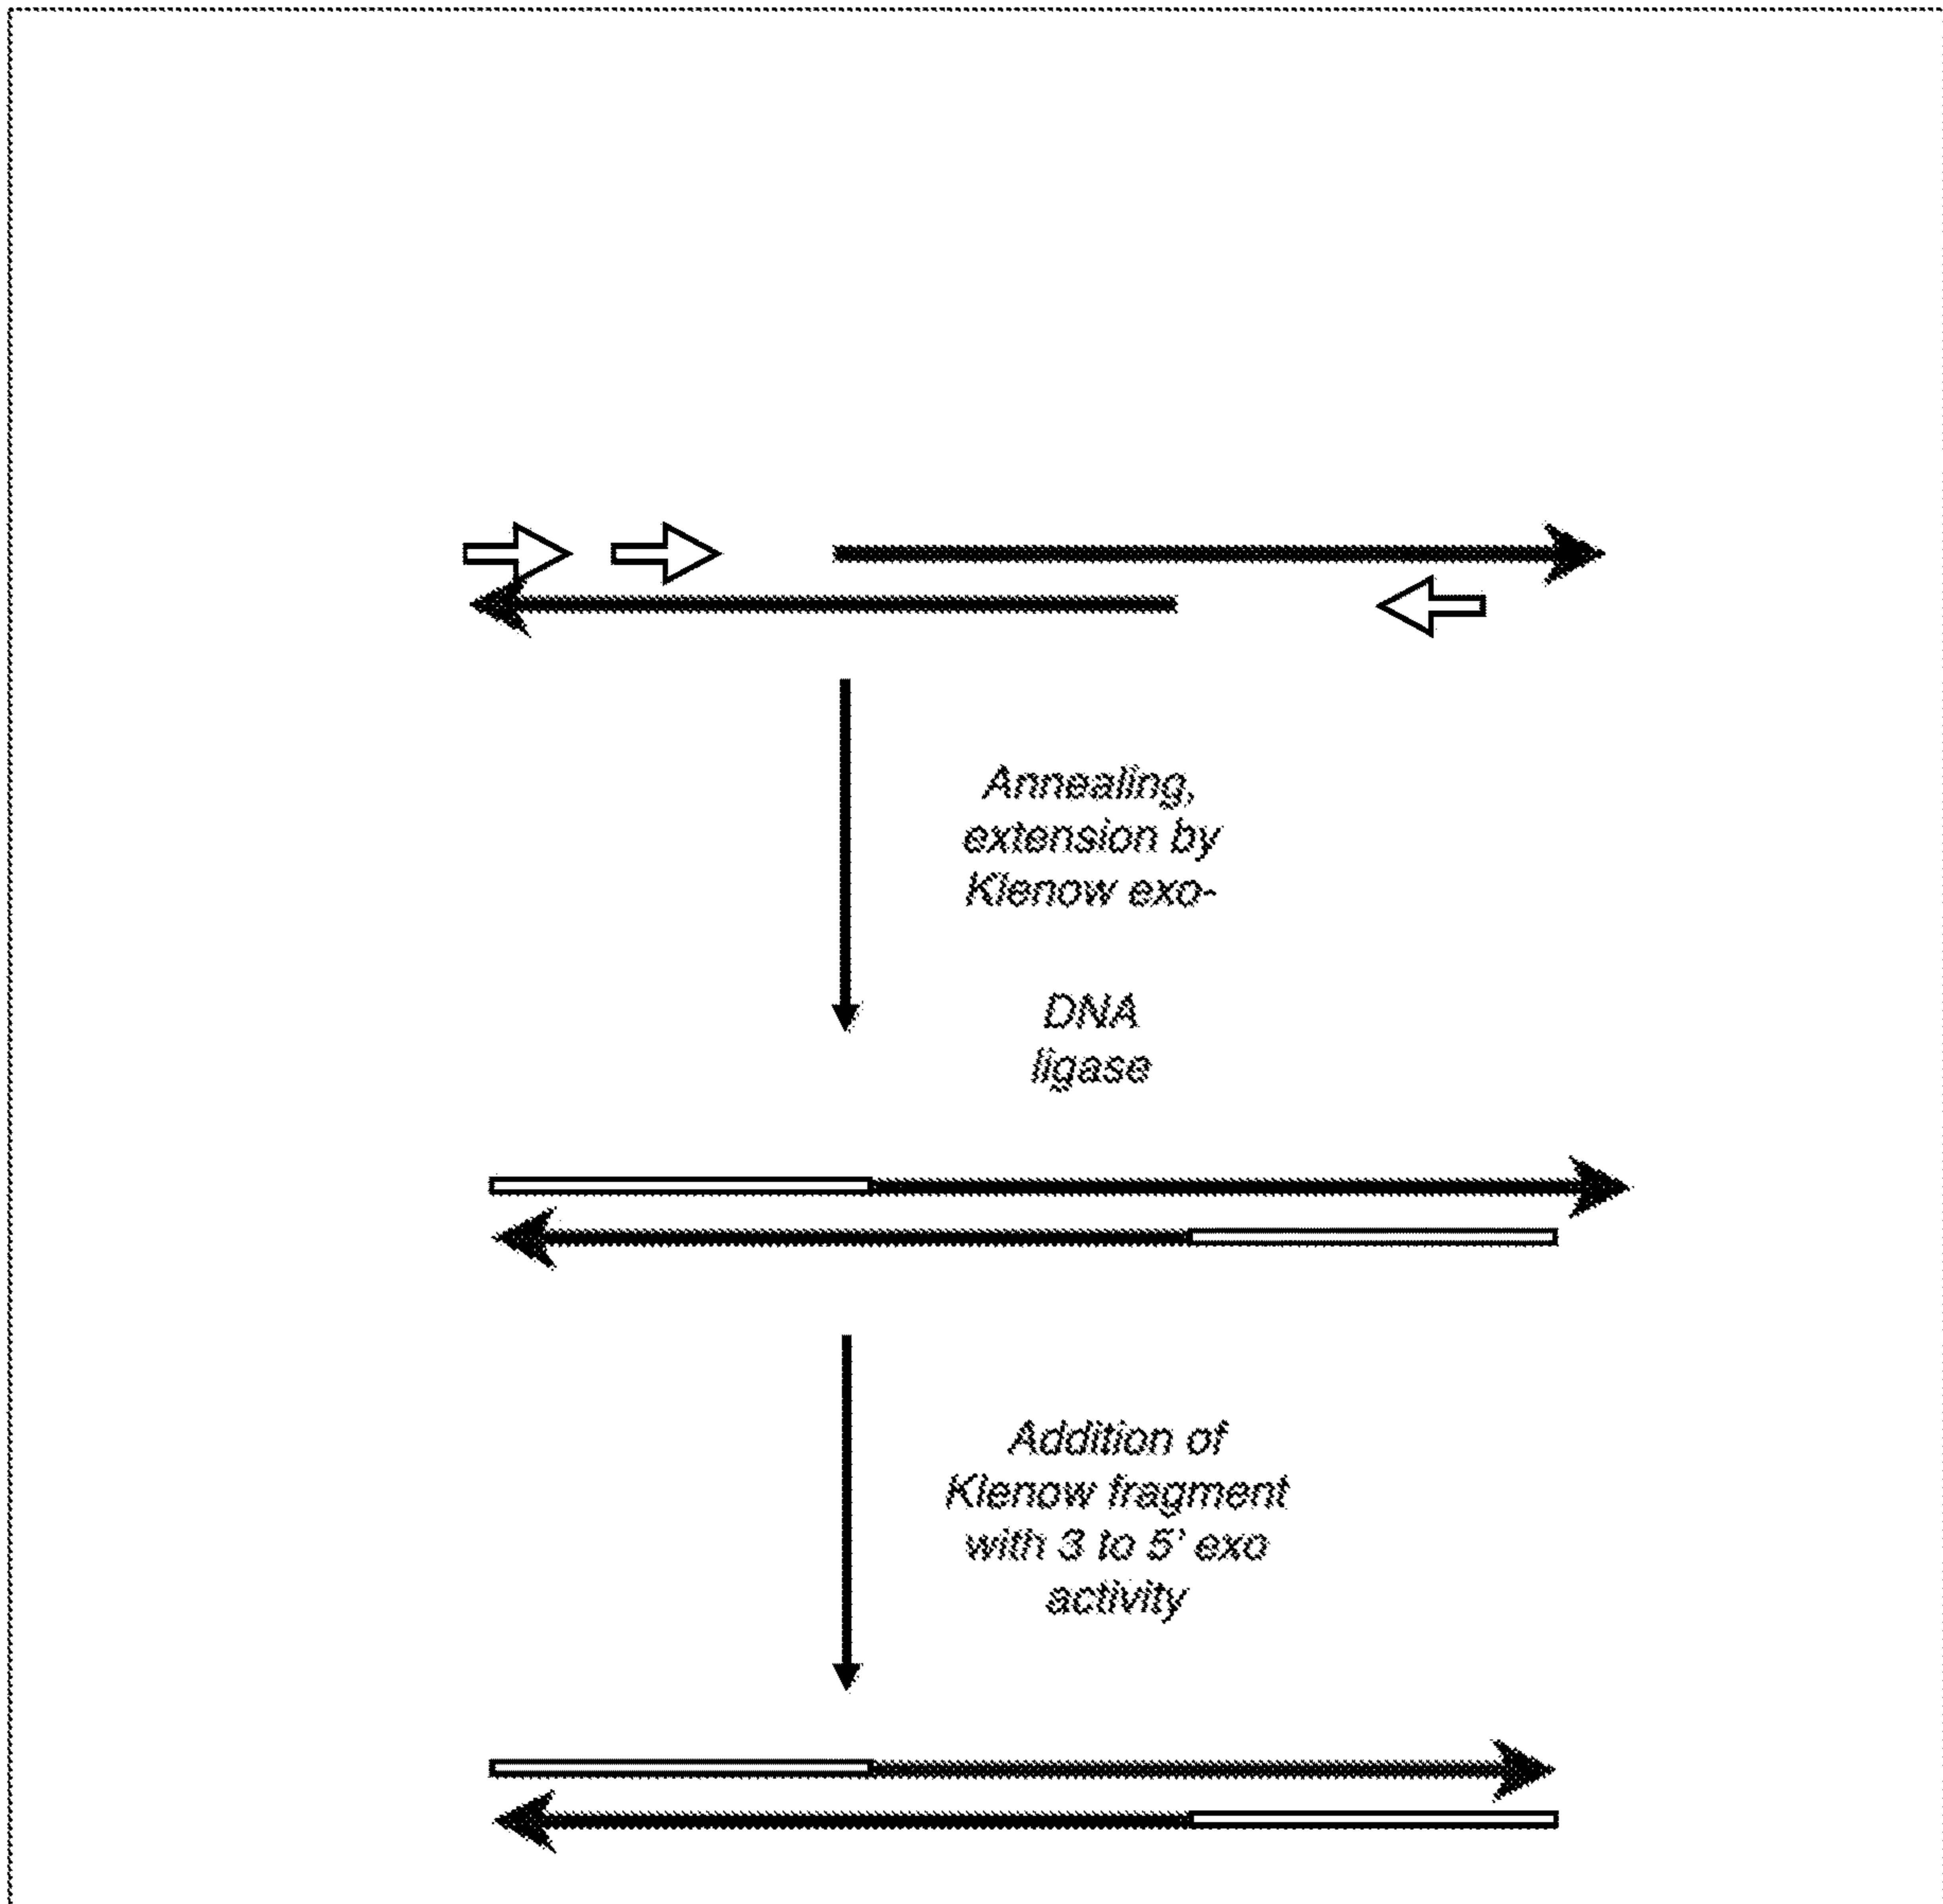 Annealing,
extension by
Klenow exo-
DNA
ligase
Addition of
Klenow fragment
with 3 to 5' exo
activity